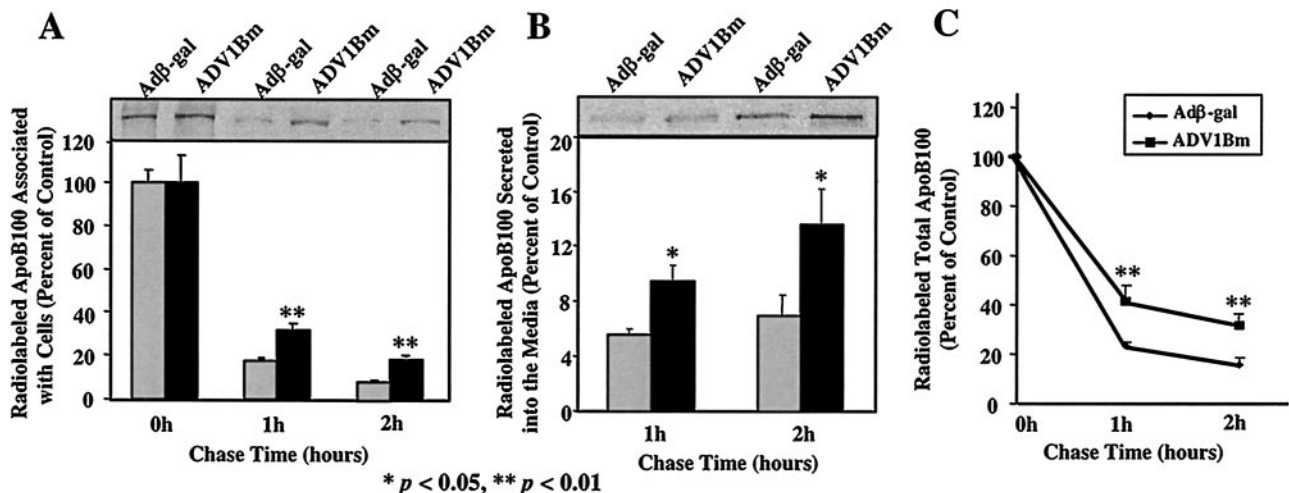 A
Adβ-gal
ADV1Bm
Adβ-gal
ADV1Bm
Adβ-gal
ADV1Bm
Radiolabeled ApoB100 Associated
with Cells (Percent of Control)
120
100
80
60
40
20
0
**
**
0h
1h
2h
Chase Time (hours)
B
Adβ-gal
ADV1Bm
Adβ-gal
ADV1Bm
Radiolabeled ApoB100 Secreted
into the Media (Percent of Control)
20
16
12
8
4
0
*
*
1h
2h
Chase Time (hours)
C
Radiolabeled Total ApoB100
(Percent of Control)
120
100
80
60
40
20
0
Adβ-gal
ADV1Bm
**
**
0h
1h
2h
Chase Time (hours)
* p < 0.05, ** p < 0.01